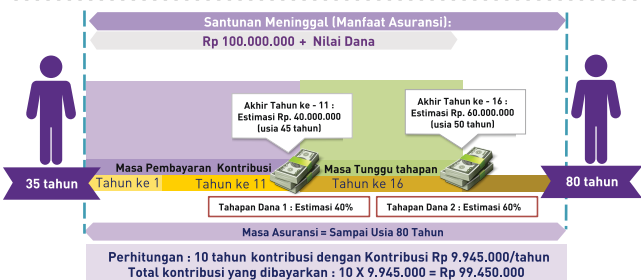 Santunan Meninggal (Manfaat Asuransi):
Rp 100.000.000 + Nilai Dana
Akhir Tahun ke - 11 :
Estimasi Rp. 40.000.000
(usia 45 tahun)
Akhir Tahun ke - 16 :
Estimasi Rp. 60.000.000
(usia 50 tahun)
Masa Pembayaran Kontribusi
Masa Tunggu tahapan
35 tahun
Tahun ke 1
Tahun ke 11
Tahun ke 16
80 tahun
Tahapan Dana 1 : Estimasi 40%
Tahapan Dana 2 : Estimasi 60%
Masa Asuransi = Sampai Usia 80 Tahun
Perhitungan : 10 tahun kontribusi dengan Kontribusi Rp 9.945.000/tahun
Total kontribusi yang dibayarkan : 10 X 9.945.000 = Rp 99.450.000